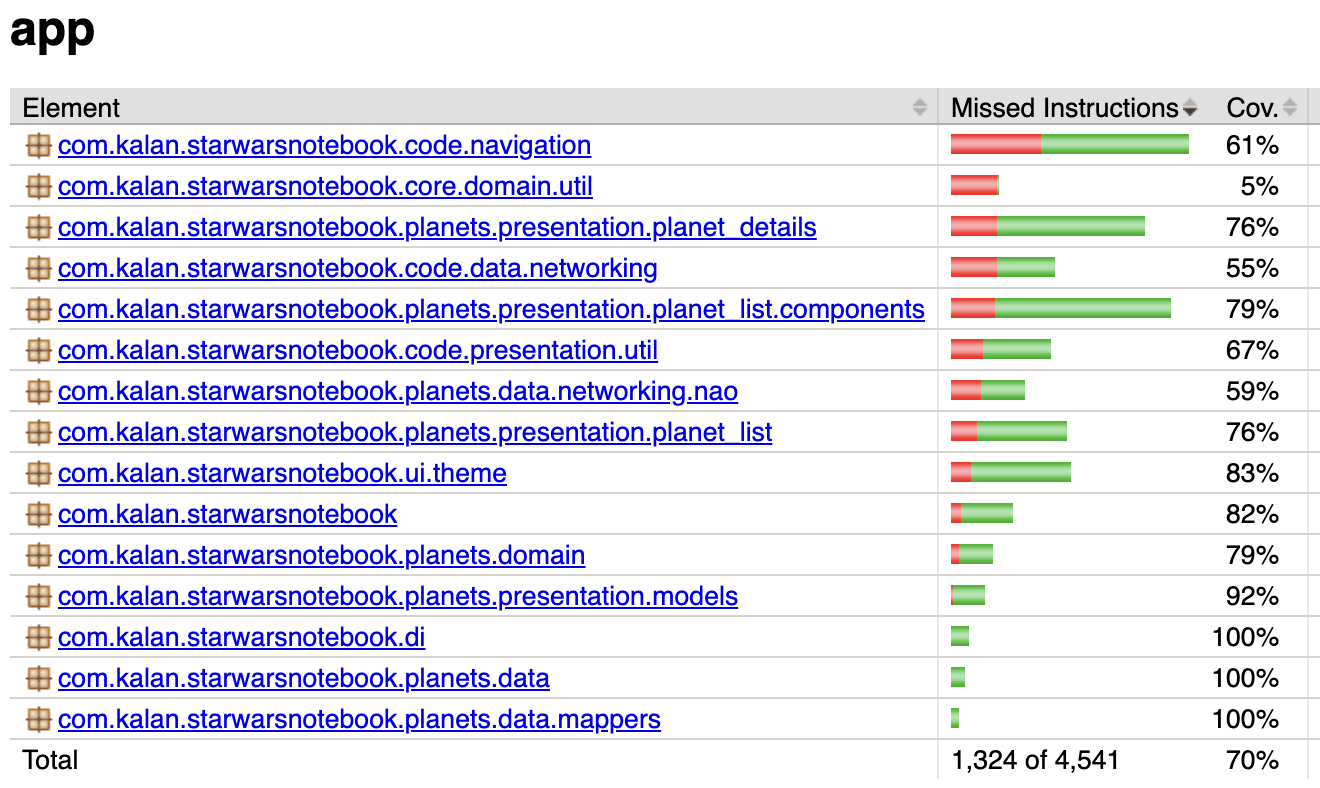 app
Element Missed Instructions Cov.
com.kalan.starwarsnotebook.code.navigation 61%
com.kalan.starwarsnotebook.core.domain.util 5%
com.kalan.starwarsnotebook.planets.presentation.planet_details 76%
com.kalan.starwarsnotebook.code.data.networking 55%
com.kalan.starwarsnotebook.planets.presentation.planet_list.components 79%
com.kalan.starwarsnotebook.code.presentation.util 67%
com.kalan.starwarsnotebook.planets.data.networking.nao 59%
com.kalan.starwarsnotebook.planets.presentation.planet_list 76%
com.kalan.starwarsnotebook.ui.theme 83%
com.kalan.starwarsnotebook 82%
com.kalan.starwarsnotebook.planets.domain 79%
com.kalan.starwarsnotebook.planets.presentation.models 92%
com.kalan.starwarsnotebook.di 100%
com.kalan.starwarsnotebook.planets.data 100%
com.kalan.starwarsnotebook.planets.data.mappers 100%
Total 1,324 of 4,541 70%